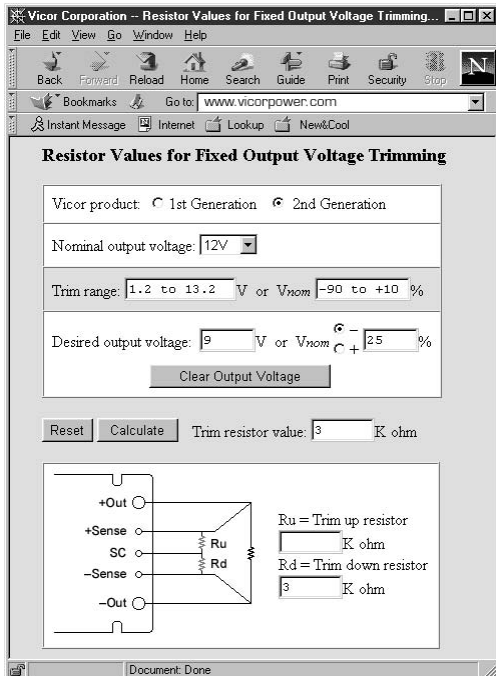 Vicor Corporation -- Resistor Values for Fixed Output Voltage Trimming...
File Edit View Go Window Help
Back Forward Reload Home Search Guide Print Security Stop N
Bookmarks Go to: www.vicorpower.com
Instant Message Internet Lookup New&Cool
Resistor Values for Fixed Output Voltage Trimming
Vicor product: 1st Generation 2nd Generation
Nominal output voltage: 12V
Trim range: 1.2 to 13.2 V or Vnom -90 to +10 %
Desired output voltage: 9 V or Vnom - + 25 %
Clear Output Voltage
Reset Calculate Trim resistor value: 3 K ohm
+Out
+Sense
SC
–Sense
–Out
Ru
Rd
Ru = Trim up resistor
K ohm
Rd = Trim down resistor
3 K ohm
Document: Done